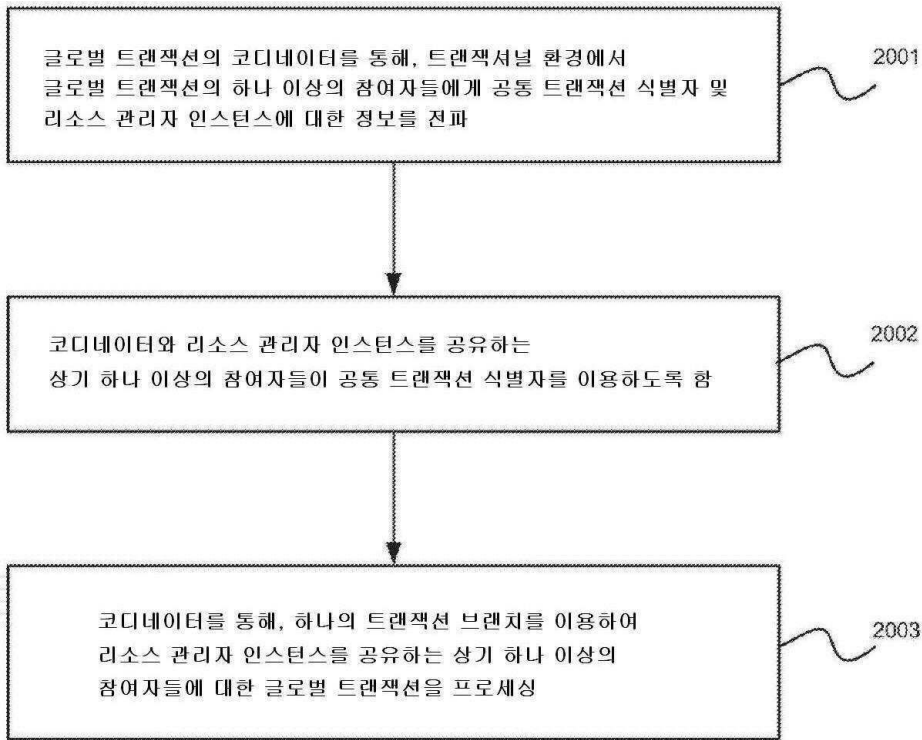 글로벌 트랜잭션의 코디네이터를 통해, 트랜잭셔널 환경에서
글로벌 트랜잭션의 하나 이상의 참여자들에게 공통 트랜잭션 식별자 및
리소스 관리자 인스턴스에 대한 정보를 전파
2001
코디네이터와 리소스 관리자 인스턴스를 공유하는
상기 하나 이상의 참여자들이 공통 트랜잭션 식별자를 이용하도록 함
2002
코디네이터를 통해, 하나의 트랜잭션 브랜치를 이용하여
리소스 관리자 인스턴스를 공유하는 상기 하나 이상의
참여자들에 대한 글로벌 트랜잭션을 프로세싱
2003